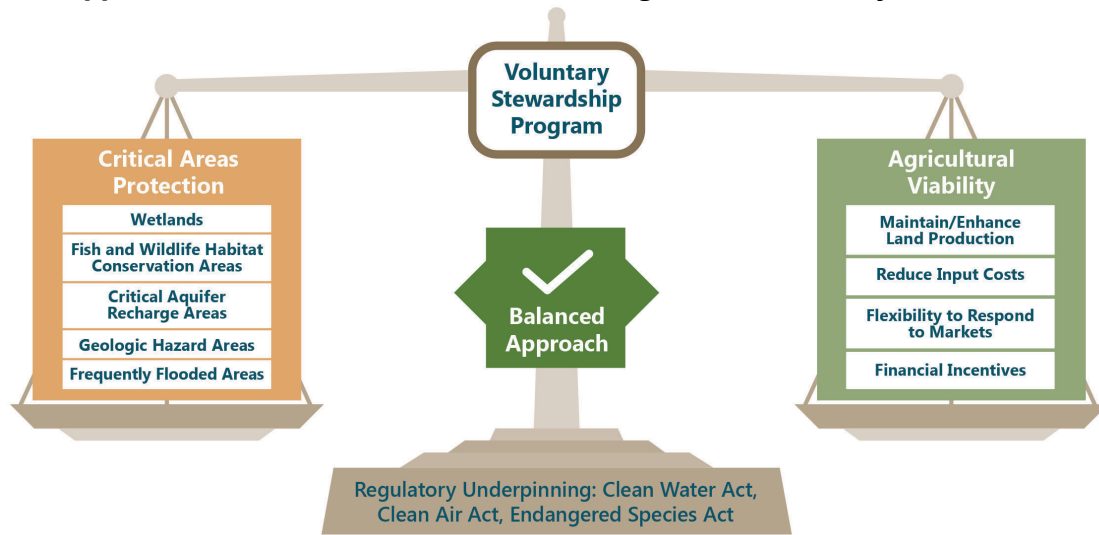 Voluntary
Stewardship
Program
Critical Areas
Protection
Wetlands
Fish and Wildlife Habitat
Conservation Areas
Critical Aquifer
Recharge Areas
Geologic Hazard Areas
Frequently Flooded Areas
Balanced
Approach
Agricultural
Viability
Maintain/Enhance
Land Production
Reduce Input Costs
Flexibility to Respond
to Markets
Financial Incentives
Regulatory Underpinning: Clean Water Act,
Clean Air Act, Endangered Species Act